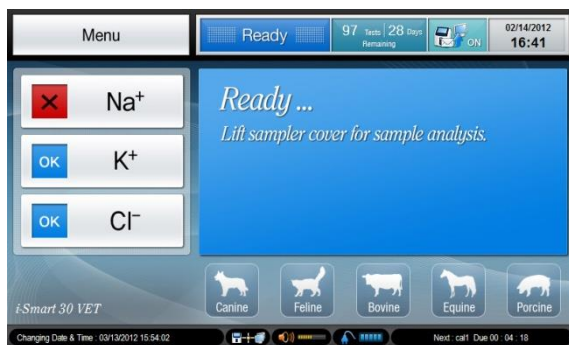 Menu
Ready
97 Tests 28 Days
Remaining
ON
02/14/2012
16:41
Na⁺
OK K⁺
OK Cl⁻
Ready ...
Lift sampler cover for sample analysis.
i-Smart 30 VET
Canine Feline Bovine Equine Porcine
Changing Date & Time : 03/13/2012 15:54:02
Next : cal1 Due 00 : 04 : 18